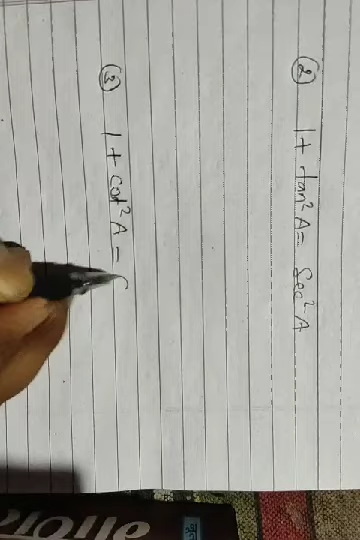 ② 1 + tan²A = Sec²A
③ 1 + cot²A =